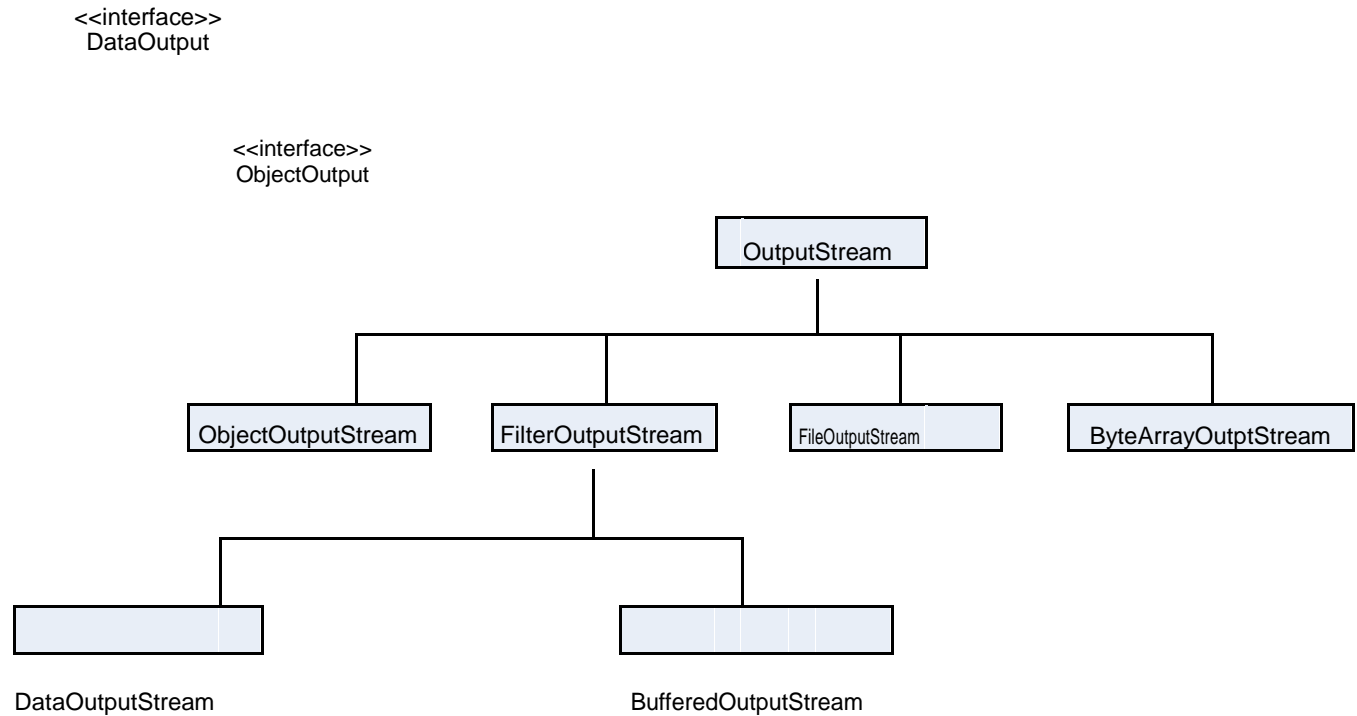 <<interface>>
DataOutput
<<interface>>
ObjectOutput
OutputStream
ObjectOutputStream
FilterOutputStream
FileOutputStream
ByteArrayOutptStream
DataOutputStream
BufferedOutputStream